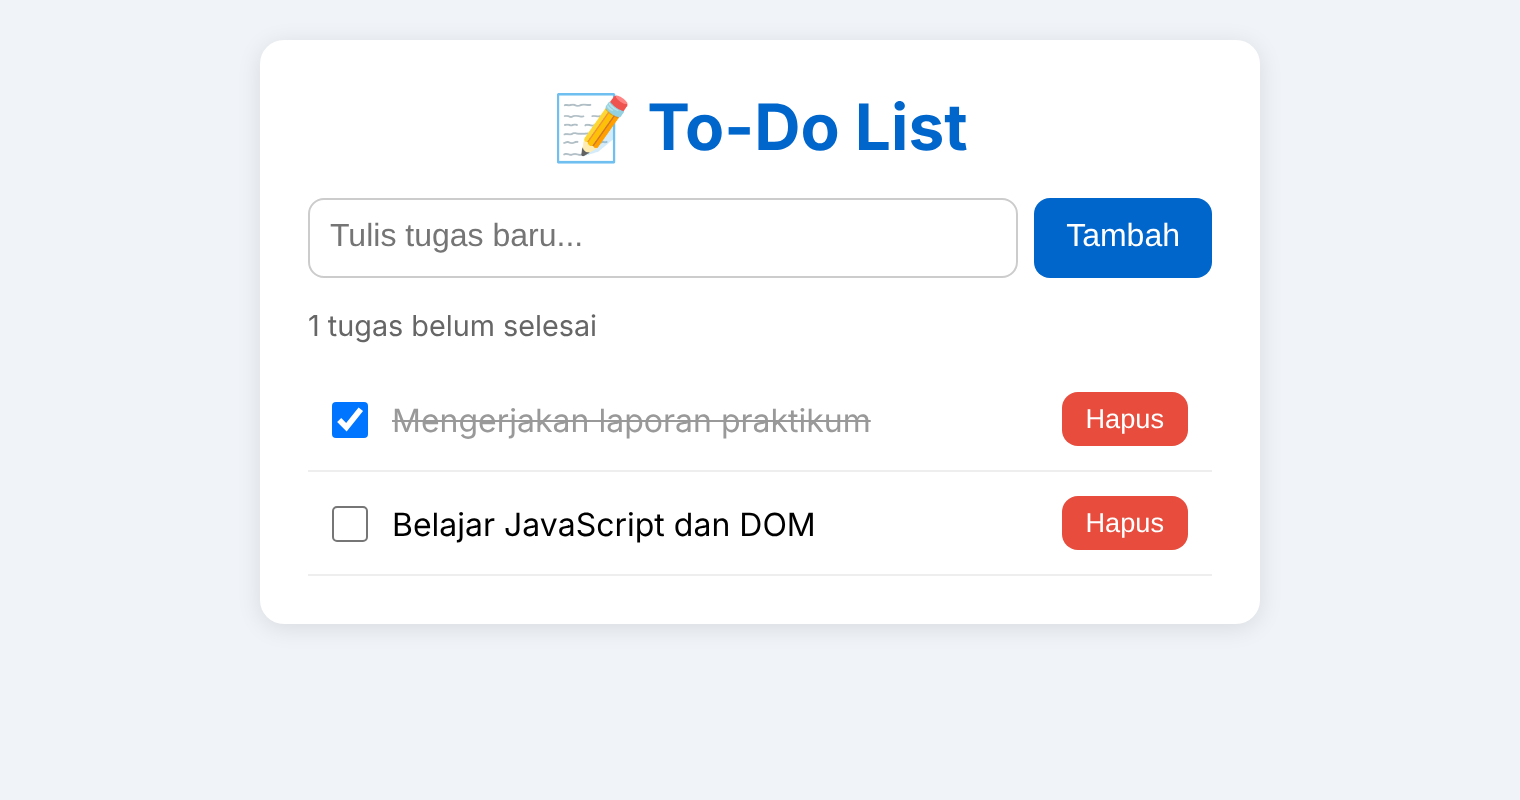 📝 To-Do List
Tulis tugas baru...
Tambah
1 tugas belum selesai
Mengerjakan laporan praktikum
Hapus
Belajar JavaScript dan DOM
Hapus